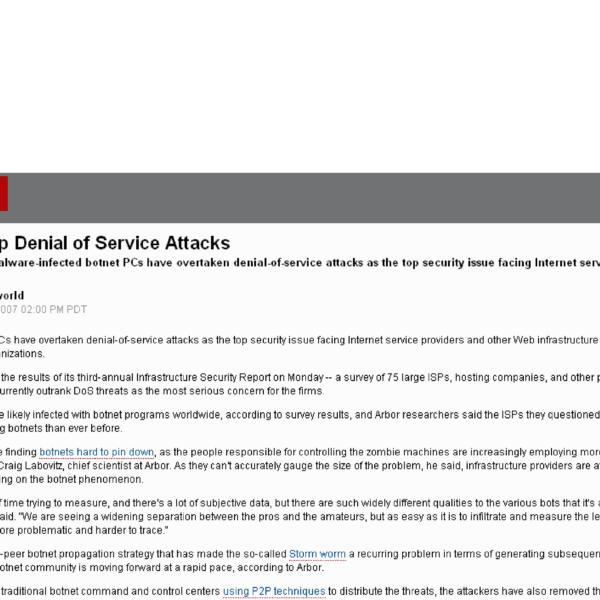 p Denial of Service Attacks
alware-infected botnet PCs have overtaken denial-of-service attacks as the top security issue facing Internet serv
world
007 02:00 PM PDT
Cs have overtaken denial-of-service attacks as the top security issue facing Internet service providers and other Web infrastructure
nizations.
the results of its third-annual Infrastructure Security Report on Monday -- a survey of 75 large ISPs, hosting companies, and other p
urrently outrank DoS threats as the most serious concern for the firms.
e likely infected with botnet programs worldwide, according to survey results, and Arbor researchers said the ISPs they questioned
g botnets than ever before.
e finding botnets hard to pin down, as the people responsible for controlling the zombie machines are increasingly employing more
Craig Labovitz, chief scientist at Arbor. As they can't accurately gauge the size of the problem, he said, infrastructure providers are a
ing on the botnet phenomenon.
f time trying to measure, and there's a lot of subjective data, but there are such widely different qualities to the various bots that it's a
aid. "We are seeing a widening separation between the pros and the amateurs, but as easy as it is to infiltrate and measure the le
ore problematic and harder to trace."
-peer botnet propagation strategy that has made the so-called Storm worm a recurring problem in terms of generating subsequen
otnet community is moving forward at a rapid pace, according to Arbor.
traditional botnet command and control centers using P2P techniques to distribute the threats, the attackers have also removed th